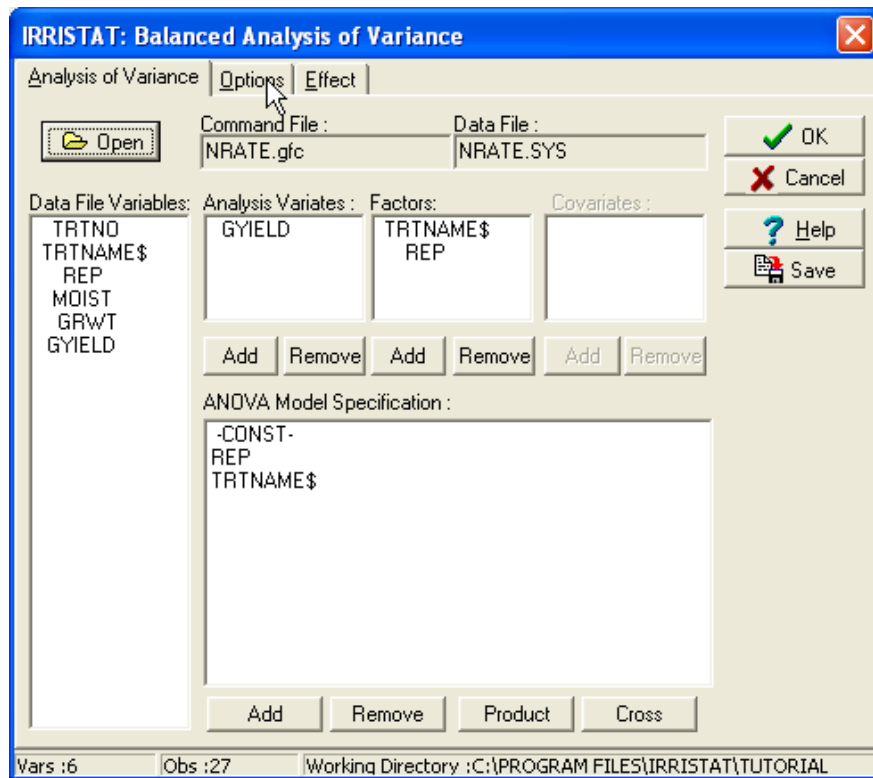 IRRISTAT: Balanced Analysis of Variance
Analysis of Variance Options Effect
Open
Command File :
NRATE.gfc
Data File :
NRATE.SYS
OK
Cancel
Help
Save
Data File Variables:
TRTNO
TRTNAME$
REP
MOIST
GRWT
GYIELD
Analysis Variates :
GYIELD
Add Remove
Factors:
TRTNAME$
REP
Add Remove
Covariates :
Add Remove
ANOVA Model Specification :
-CONST-
REP
TRTNAME$
Add Remove Product Cross
Vars :6 Obs :27 Working Directory :C:\PROGRAM FILES\IRRISTAT\TUTORIAL